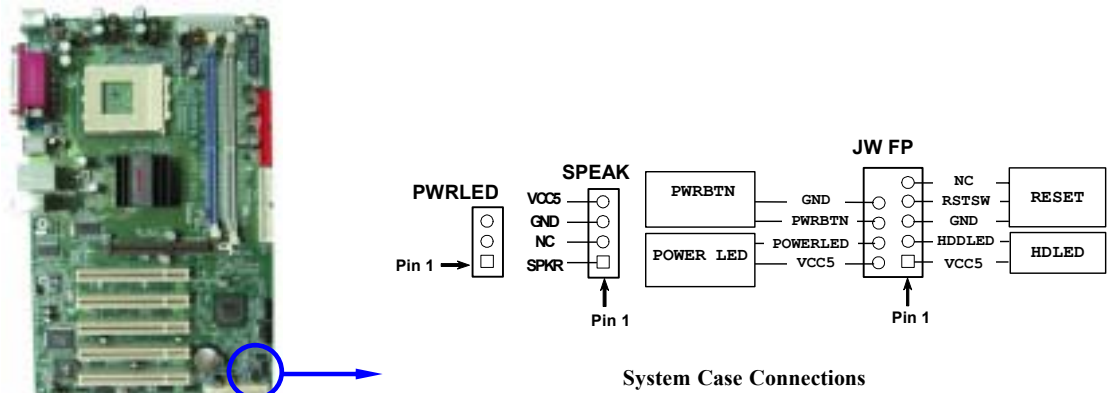 JW FP
SPEAK
PWRLED
VCC5
GND
NC
SPKR
Pin 1
Pin 1
PWRBTN
POWER LED
GND
PWRBTN
POWERLED
VCC5
NC
RSTSW
GND
HDDLED
VCC5
RESET
HDLED
Pin 1
System Case Connections